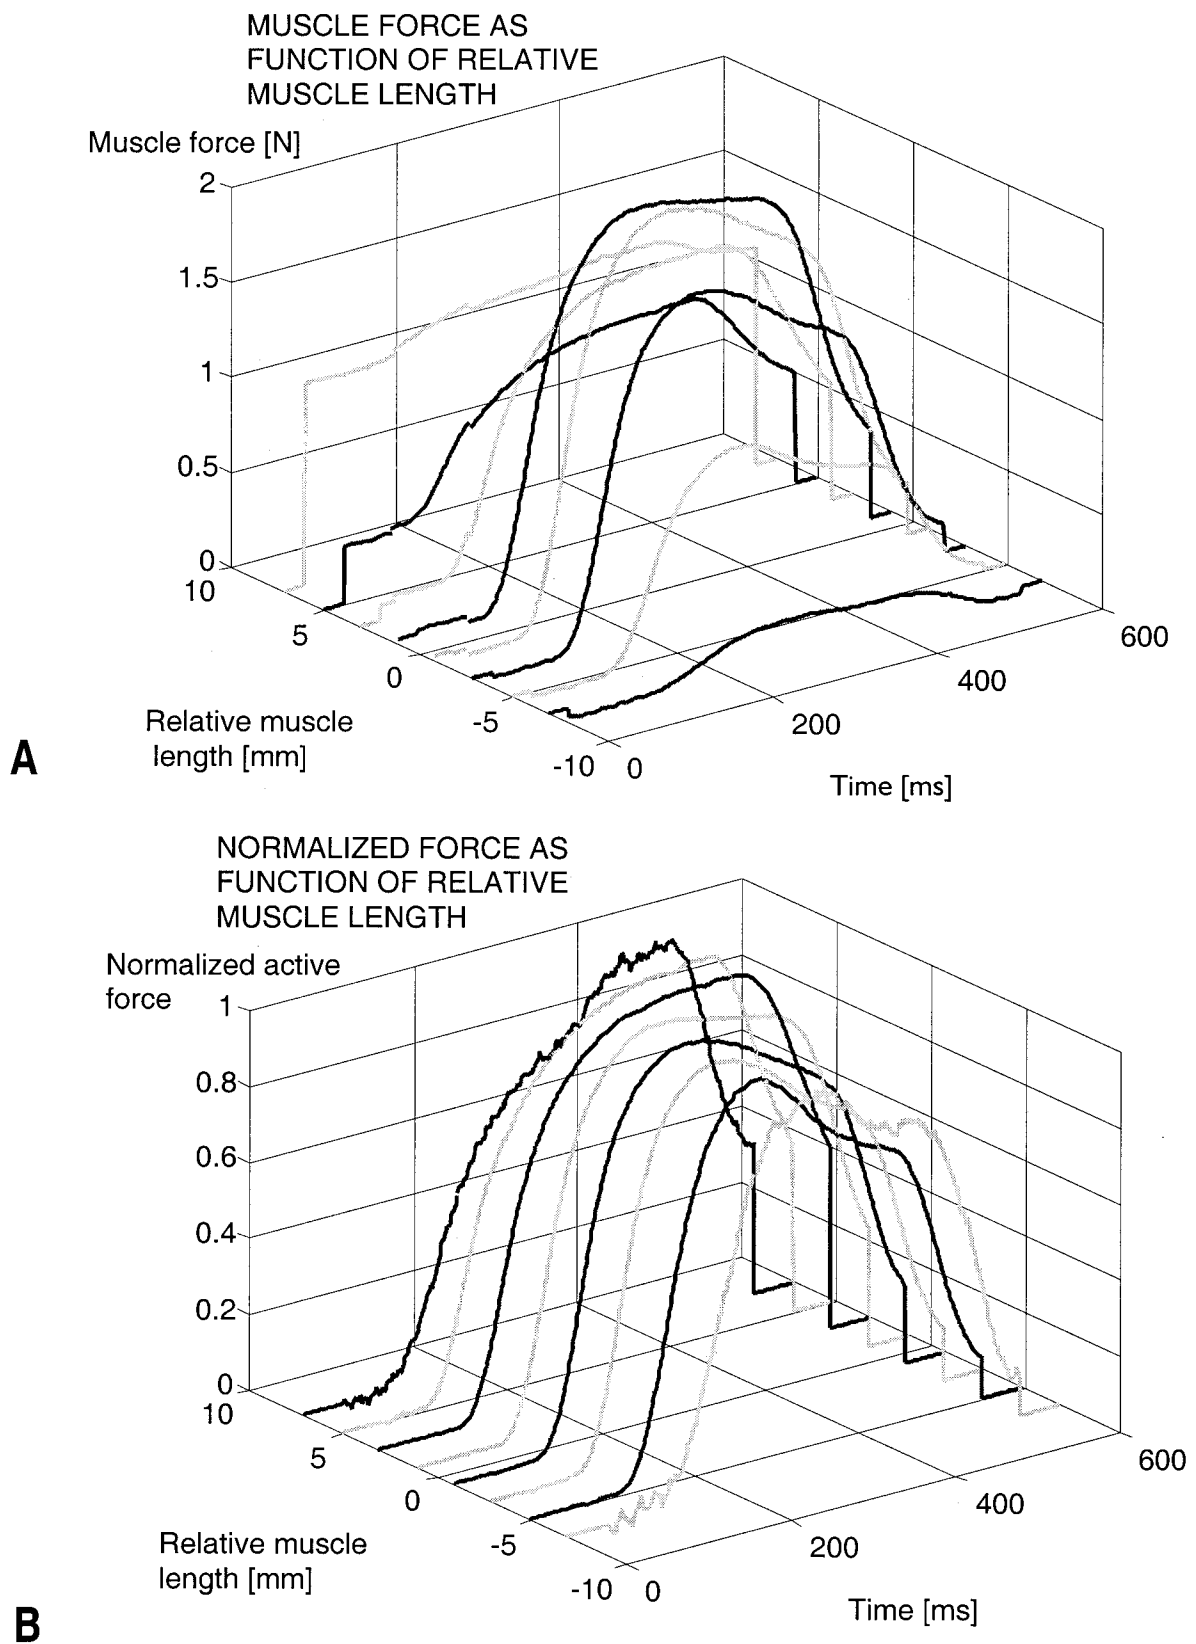 MUSCLE FORCE AS
FUNCTION OF RELATIVE
MUSCLE LENGTH
Muscle force [N]
2
1.5
1
0.5
0
10
5
0
-5
-10
0
200
400
600
Relative muscle
length [mm]
Time [ms]
A
NORMALIZED FORCE AS
FUNCTION OF RELATIVE
MUSCLE LENGTH
Normalized active
force
1
0.8
0.6
0.4
0.2
0
10
5
0
-5
-10
0
200
400
600
Relative muscle
length [mm]
Time [ms]
B